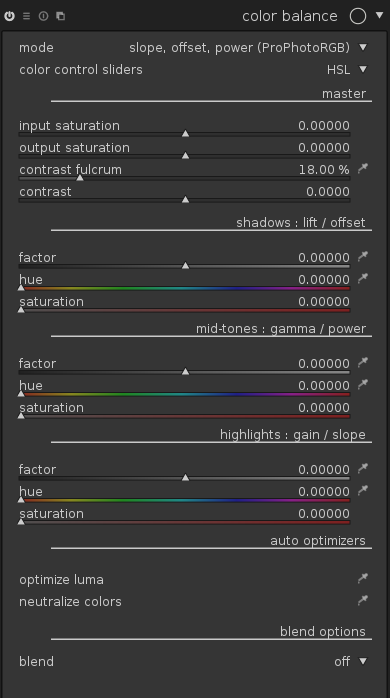 color balance
mode slope, offset, power (ProPhotoRGB)
color control sliders HSL
master
input saturation 0.00000
output saturation 0.00000
contrast fulcrum 18.00 %
contrast 0.0000
shadows : lift / offset
factor 0.00000
hue 0.00000
saturation 0.00000
mid-tones : gamma / power
factor 0.00000
hue 0.00000
saturation 0.00000
highlights : gain / slope
factor 0.00000
hue 0.00000
saturation 0.00000
auto optimizers
optimize luma
neutralize colors
blend options
blend off